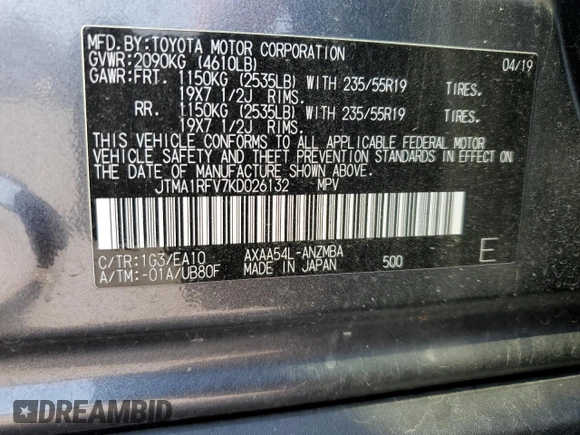 MFD.BY:TOYOTA MOTOR CORPORATION 04/19
GVWR:2090KG (4610LB)
GAWR:FRT. 1150KG (2535LB) WITH 235/55R19 TIRES.
19X7 1/2J RIMS.
RR. 1150KG (2535LB) WITH 235/55R19 TIRES.
19X7 1/2J RIMS.
THIS VEHICLE CONFORMS TO ALL APPLICABLE FEDERAL MOTOR
VEHICLE SAFETY AND THEFT PREVENTION STANDARDS IN EFFECT ON
THE DATE OF MANUFACTURE SHOWN ABOVE.
JTMA1RFV7KD026132 MPV
C/TR:1G3/EA10 AXAA54L-ANZMBA
A/TM:-01A/UB80F MADE IN JAPAN 500 E
DREAMBID